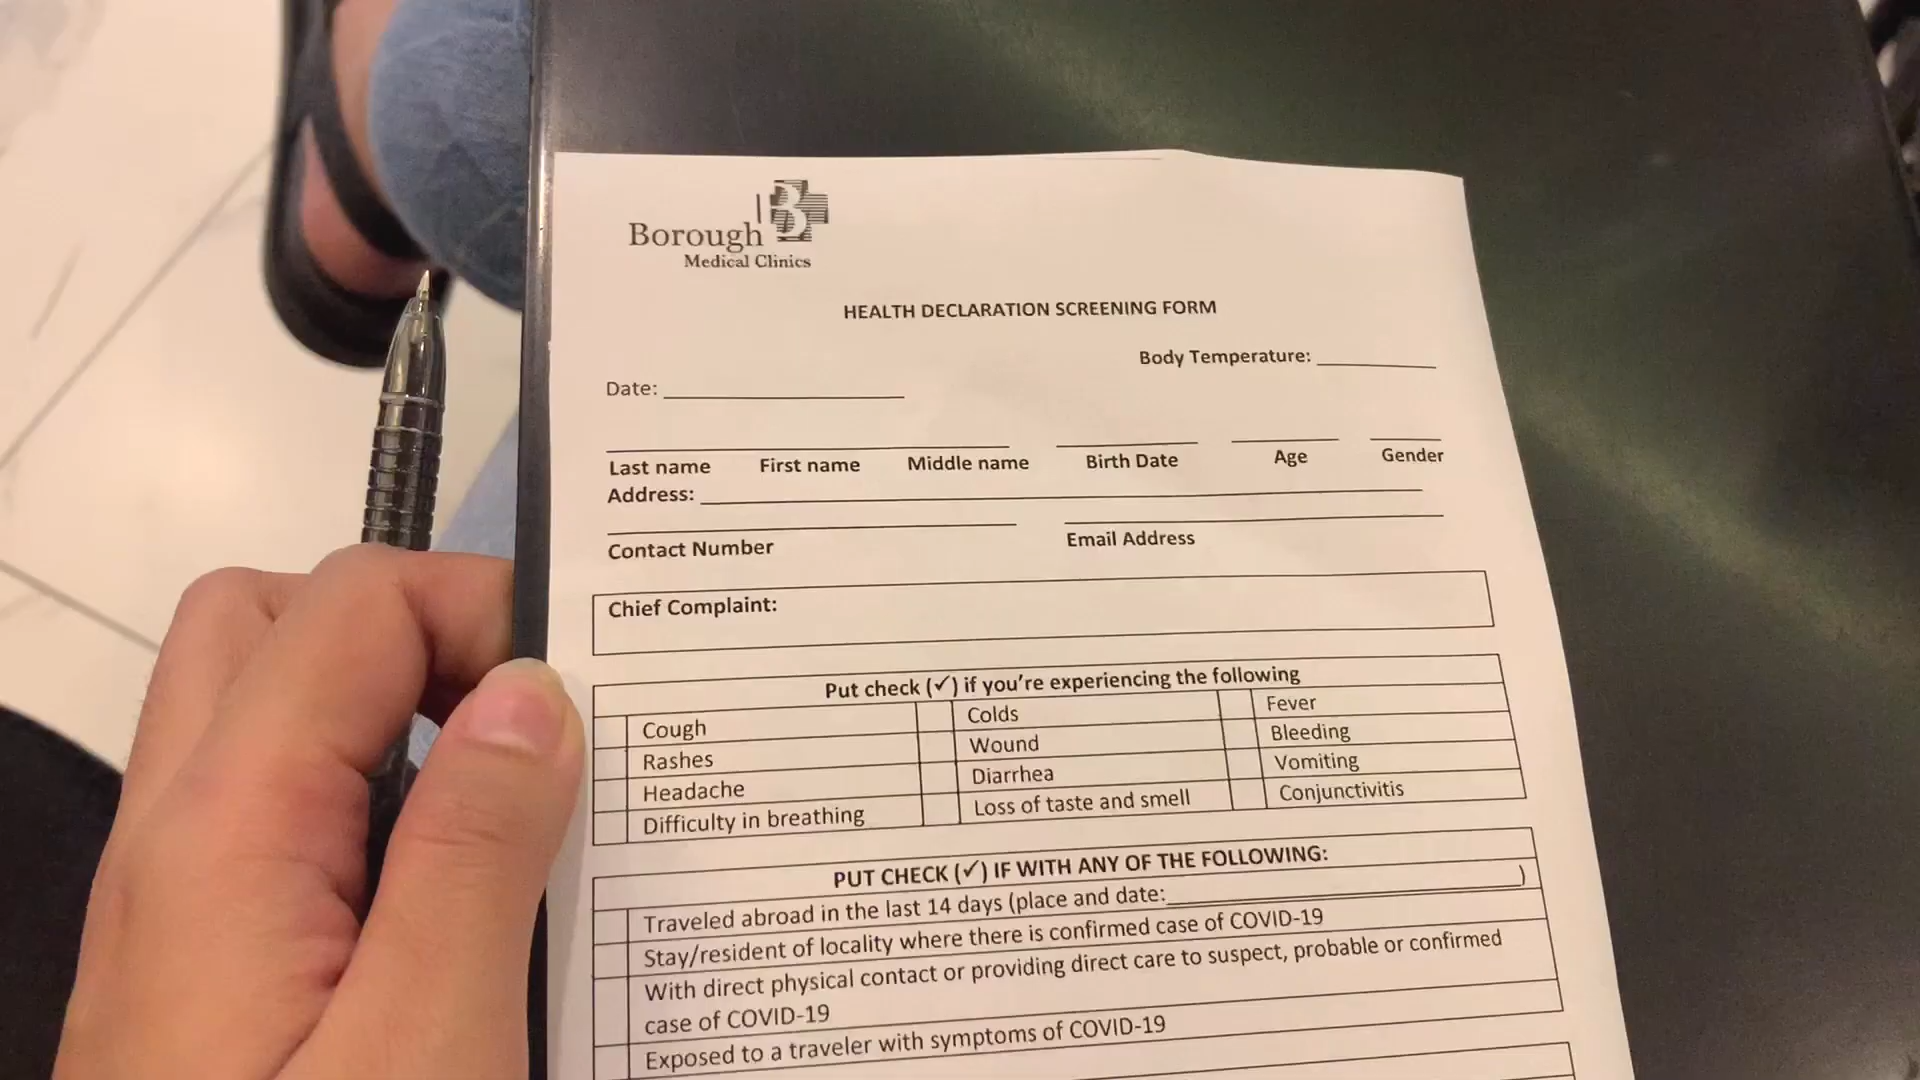 Borough
Medical Clinics
HEALTH DECLARATION SCREENING FORM
Body Temperature: __________
Date: ____________________
Last name First name Middle name Birth Date Age Gender
Address: ____________________
Contact Number Email Address
Chief Complaint:
Put check (✓) if you're experiencing the following
Cough Colds Fever
Rashes Wound Bleeding
Headache Diarrhea Vomiting
Difficulty in breathing Loss of taste and smell Conjunctivitis
PUT CHECK (✓) IF WITH ANY OF THE FOLLOWING:
Traveled abroad in the last 14 days (place and date:____________________)
Stay/resident of locality where there is confirmed case of COVID-19
With direct physical contact or providing direct care to suspect, probable or confirmed
case of COVID-19
Exposed to a traveler with symptoms of COVID-19